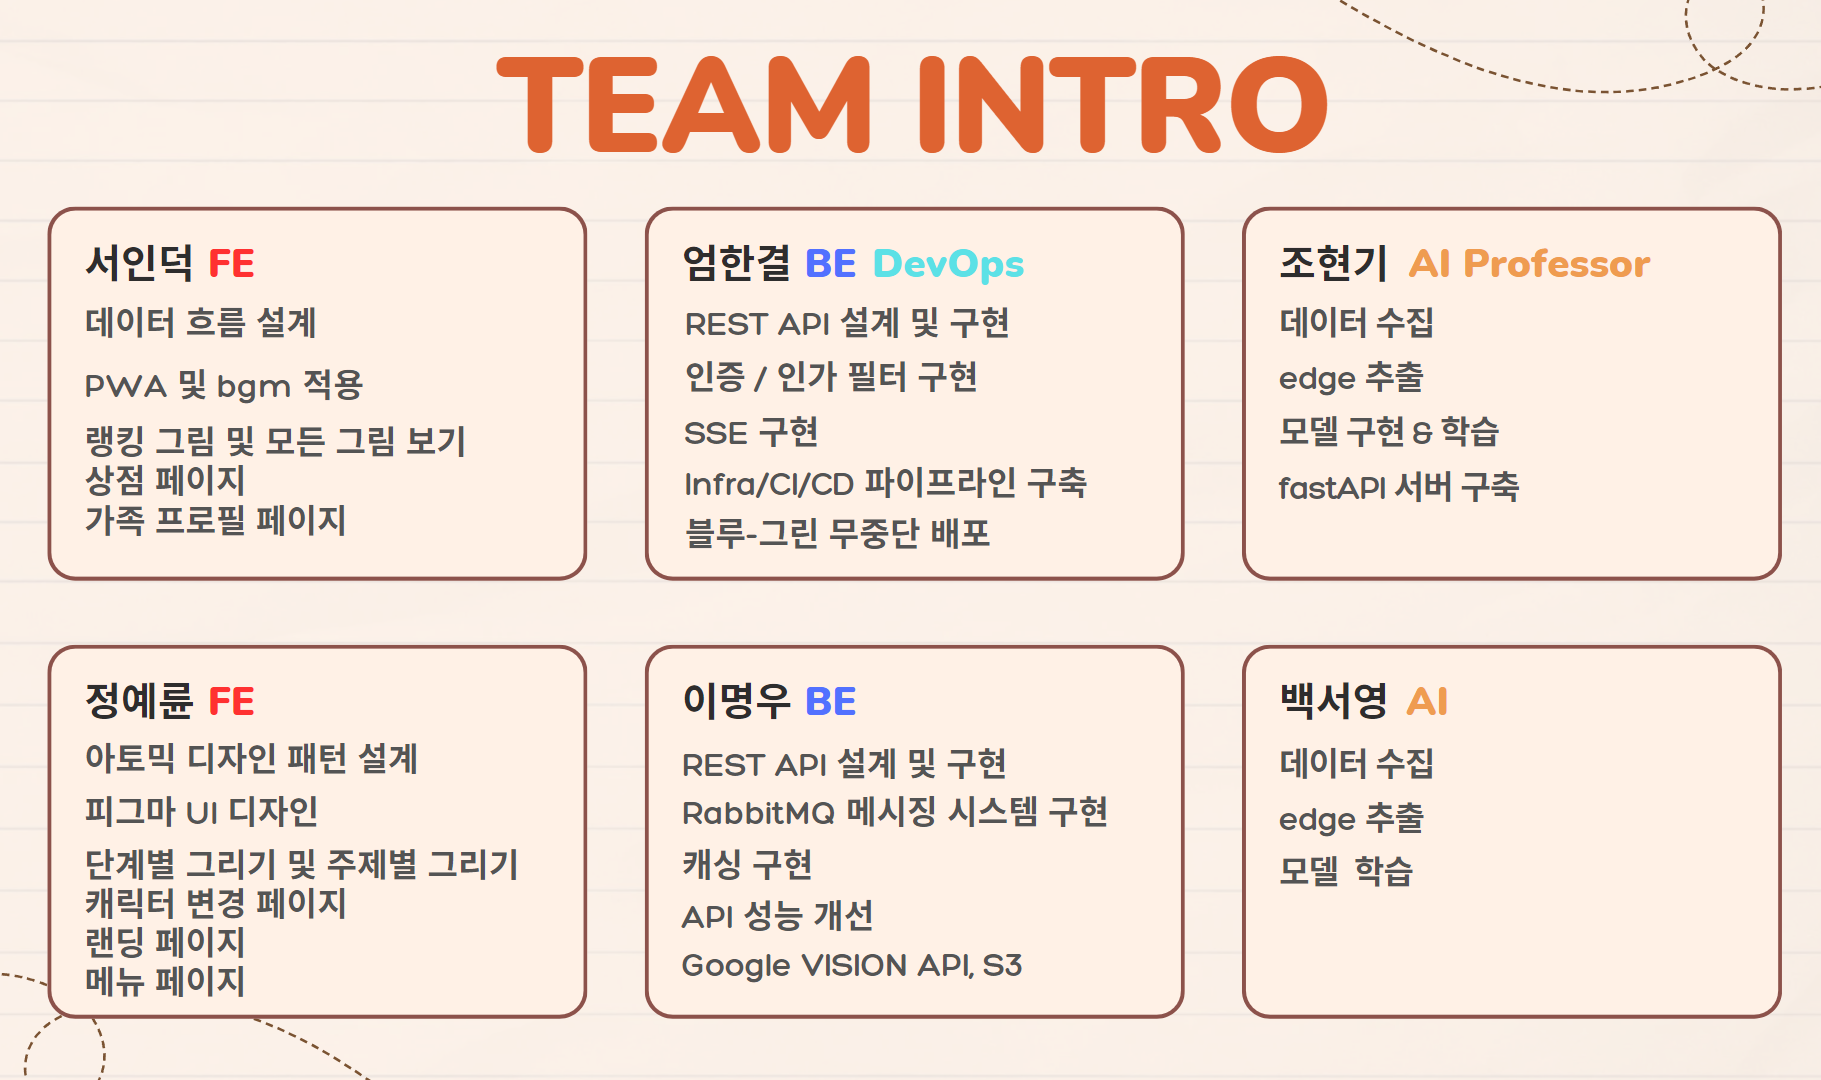 TEAM INTRO
서인덕 FE
데이터 흐름 설계
PWA 및 bgm 적용
랭킹 그림 및 모든 그림 보기
상점 페이지
가족 프로필 페이지
엄한결 BE DevOps
REST API 설계 및 구현
인증 / 인가 필터 구현
SSE 구현
Infra/CI/CD 파이프라인 구축
블루-그린 무중단 배포
조현기 AI Professor
데이터 수집
edge 추출
모델 구현 & 학습
fastAPI 서버 구축
정예륜 FE
아토믹 디자인 패턴 설계
피그마 UI 디자인
단계별 그리기 및 주제별 그리기
캐릭터 변경 페이지
랜딩 페이지
메뉴 페이지
이명우 BE
REST API 설계 및 구현
RabbitMQ 메시징 시스템 구현
캐싱 구현
API 성능 개선
Google VISION API, S3
백서영 AI
데이터 수집
edge 추출
모델 학습